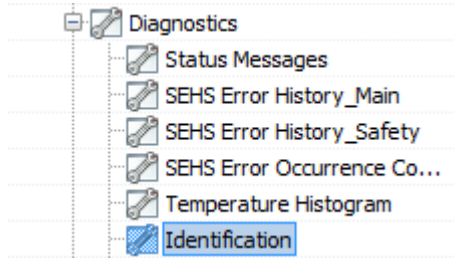 Diagnostics
Status Messages
SEHS Error History_Main
SEHS Error History_Safety
SEHS Error Occurrence Co...
Temperature Histogram
Identification